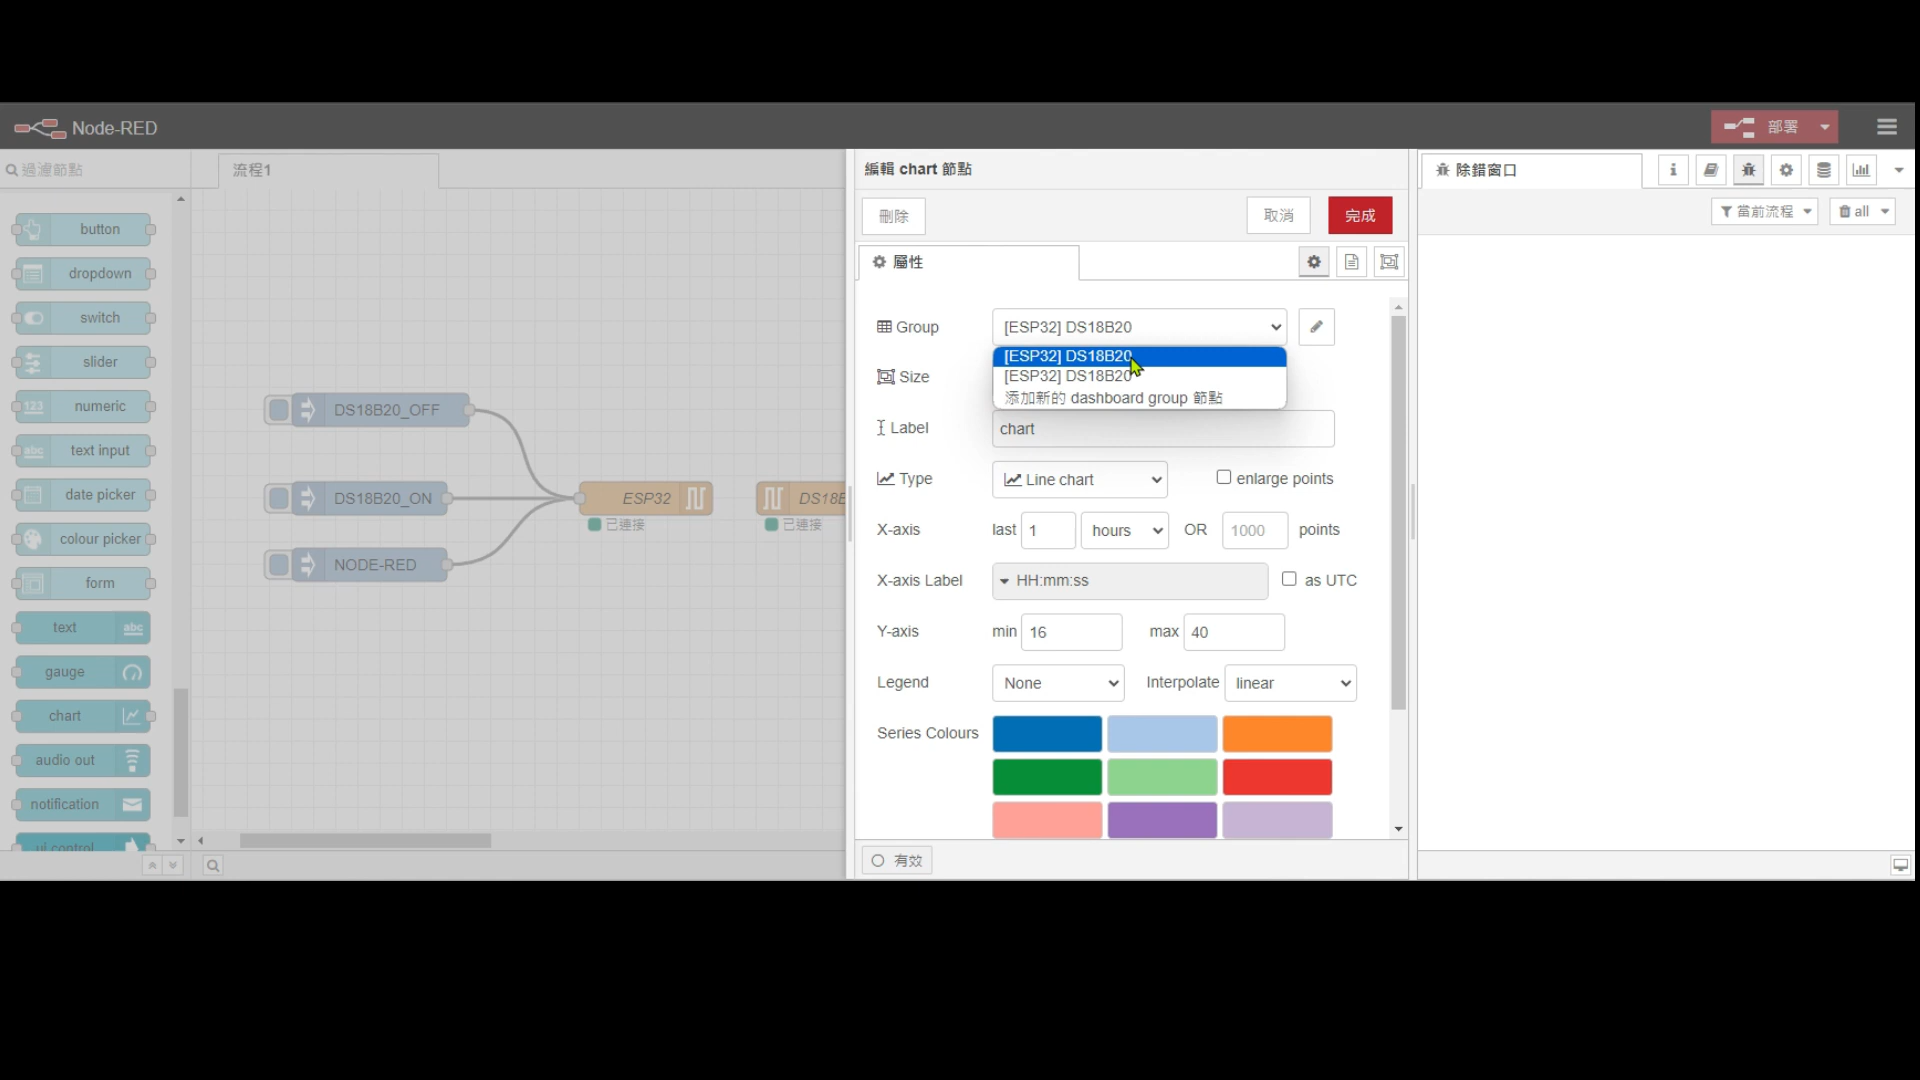 Node-RED
部署
過濾節點
流程1
button
dropdown
switch
slider
123 numeric
abc text input
date picker
colour picker
form
text abc
gauge
chart
audio out
notification
ui control
DS18B20_OFF
DS18B20_ON
NODE-RED
ESP32
已連接
DS18B
已連接
編輯 chart 節點
刪除
取消
完成
屬性
Group
[ESP32] DS18B20
[ESP32] DS18B20
[ESP32] DS18B20
添加新的 dashboard group 節點
Size
Label
chart
Type
Line chart
enlarge points
X-axis
last 1 hours OR 1000 points
X-axis Label
HH:mm:ss
as UTC
Y-axis
min 16 max 40
Legend
None
Interpolate
linear
Series Colours
有效
除錯窗口
i
當前流程
all